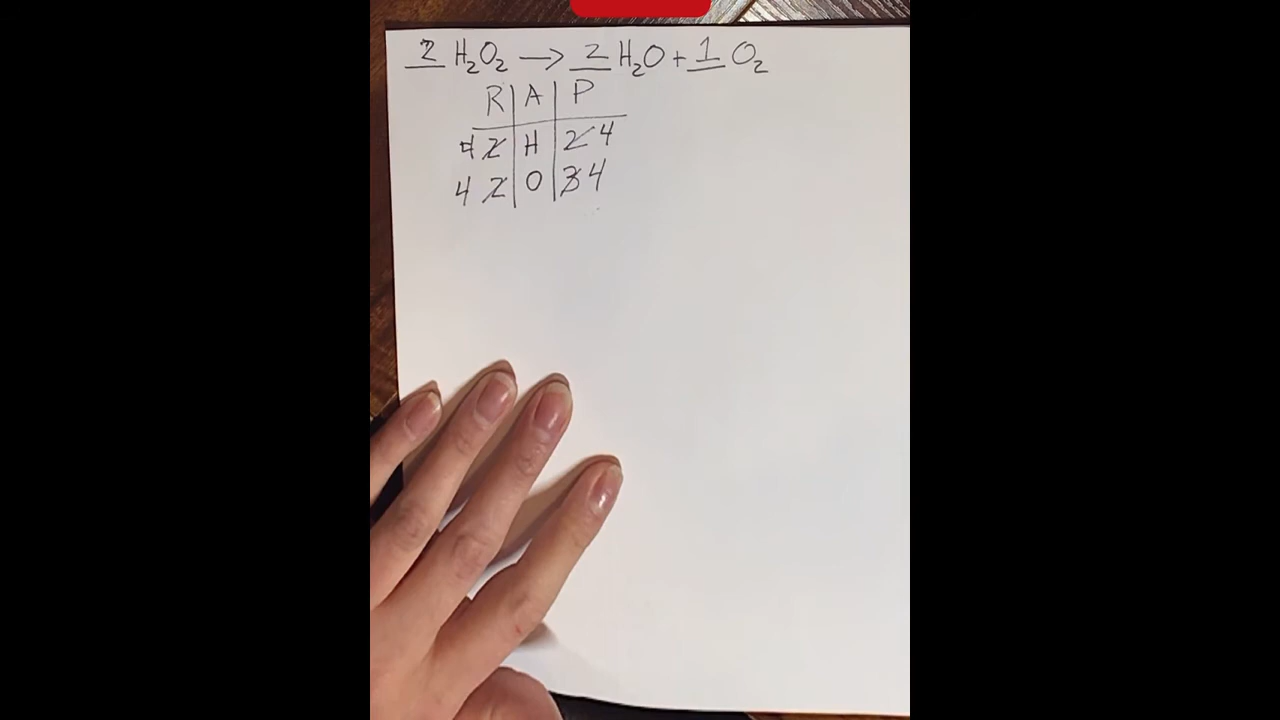 2 H₂O₂ → 2 H₂O + 1 O₂
R A P
4 2 H 2 4
4 2 O 3 4